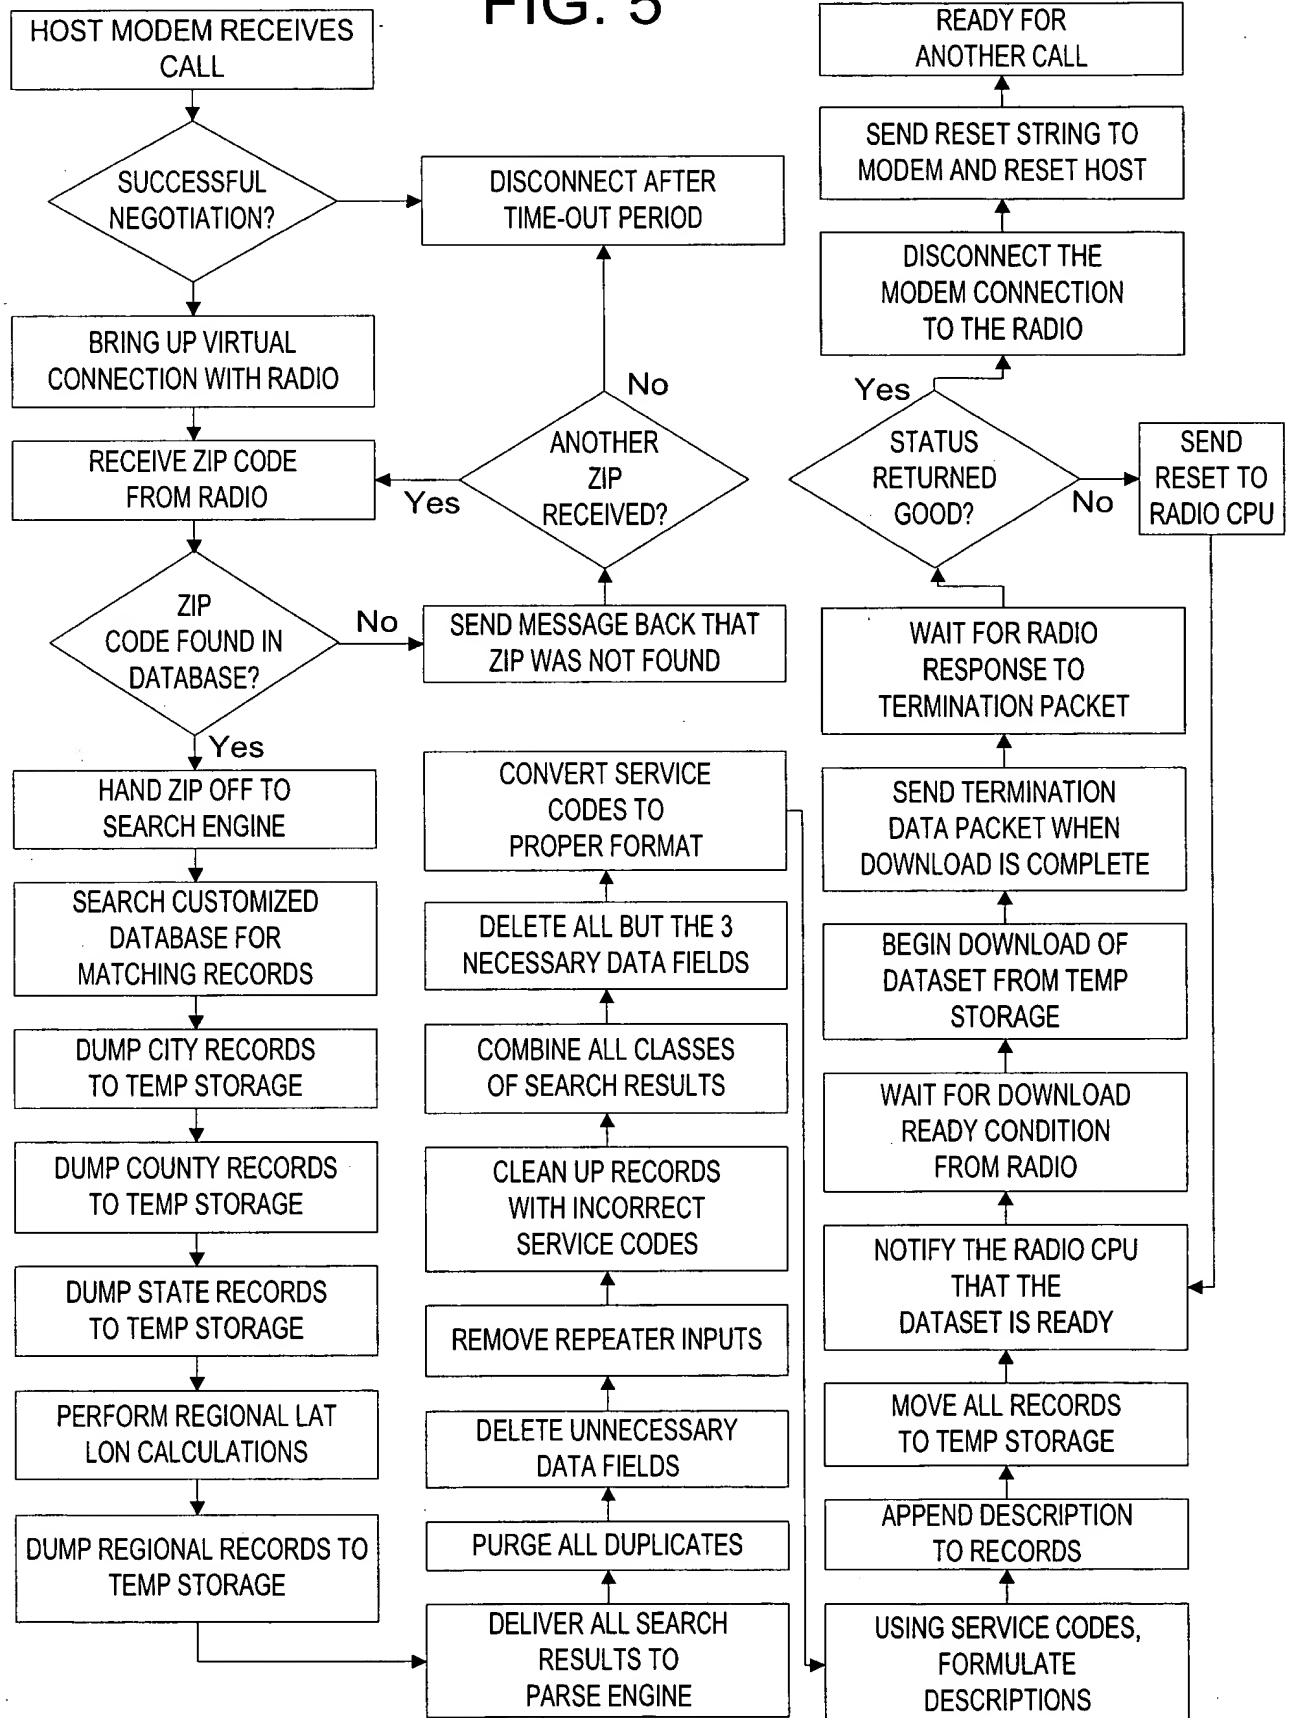 FIG. 5
HOST MODEM RECEIVES
CALL
SUCCESSFUL
NEGOTIATION?
DISCONNECT AFTER
TIME-OUT PERIOD
BRING UP VIRTUAL
CONNECTION WITH RADIO
RECEIVE ZIP CODE
FROM RADIO
No
ANOTHER
ZIP
RECEIVED?
Yes
ZIP
CODE FOUND IN
DATABASE?
No
SEND MESSAGE BACK THAT
ZIP WAS NOT FOUND
Yes
HAND ZIP OFF TO
SEARCH ENGINE
SEARCH CUSTOMIZED
DATABASE FOR
MATCHING RECORDS
DUMP CITY RECORDS
TO TEMP STORAGE
DUMP COUNTY RECORDS
TO TEMP STORAGE
DUMP STATE RECORDS
TO TEMP STORAGE
PERFORM REGIONAL LAT
LON CALCULATIONS
DUMP REGIONAL RECORDS TO
TEMP STORAGE
CONVERT SERVICE
CODES TO
PROPER FORMAT
DELETE ALL BUT THE 3
NECESSARY DATA FIELDS
COMBINE ALL CLASSES
OF SEARCH RESULTS
CLEAN UP RECORDS
WITH INCORRECT
SERVICE CODES
REMOVE REPEATER INPUTS
DELETE UNNECESSARY
DATA FIELDS
PURGE ALL DUPLICATES
DELIVER ALL SEARCH
RESULTS TO
PARSE ENGINE
READY FOR
ANOTHER CALL
SEND RESET STRING TO
MODEM AND RESET HOST
DISCONNECT THE
MODEM CONNECTION
TO THE RADIO
Yes
STATUS
RETURNED
GOOD?
No
SEND
RESET TO
RADIO CPU
WAIT FOR RADIO
RESPONSE TO
TERMINATION PACKET
SEND TERMINATION
DATA PACKET WHEN
DOWNLOAD IS COMPLETE
BEGIN DOWNLOAD OF
DATASET FROM TEMP
STORAGE
WAIT FOR DOWNLOAD
READY CONDITION
FROM RADIO
NOTIFY THE RADIO CPU
THAT THE
DATASET IS READY
MOVE ALL RECORDS
TO TEMP STORAGE
APPEND DESCRIPTION
TO RECORDS
USING SERVICE CODES,
FORMULATE
DESCRIPTIONS